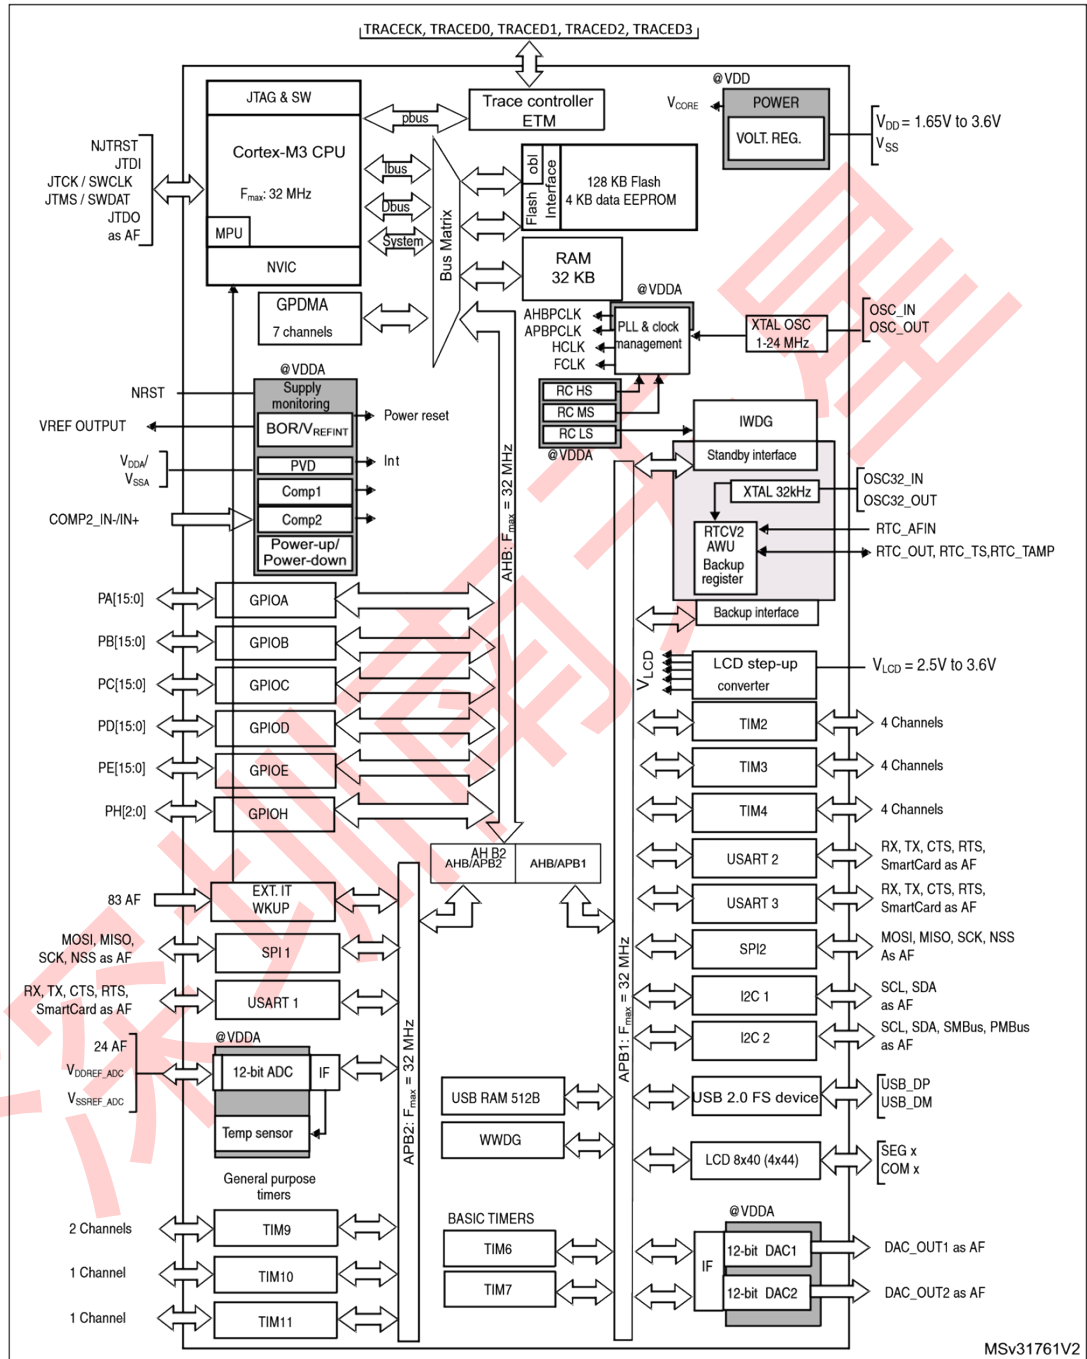 TRACECK, TRACED0, TRACED1, TRACED2, TRACED3
JTAG & SW
pbus
Trace controller
ETM
@VDD
VCORE
POWER
VOLT. REG.
VDD = 1.65V to 3.6V
VSS
NJTRST
JTDI
JTCK / SWCLK
JTMS / SWDAT
JTDO
as AF
Cortex-M3 CPU
Fmax: 32 MHz
MPU
NVIC
Ibus
Dbus
System
Bus Matrix
Flash obl
Interface
128 KB Flash
4 KB data EEPROM
RAM
32 KB
GPDMA
7 channels
@VDDA
AHBPCLK
APBPCLK
HCLK
FCLK
PLL & clock
management
XTAL OSC
1-24 MHz
OSC_IN
OSC_OUT
RC HS
RC MS
RC LS
@VDDA
@VDDA
NRST
VREF OUTPUT
VDDA/
VSSA
COMP2_IN-/IN+
Supply
monitoring
BOR/VREFINT
PVD
Comp1
Comp2
Power-up/
Power-down
Power reset
Int
AHB: Fmax = 32 MHz
IWDG
Standby interface
XTAL 32kHz
OSC32_IN
OSC32_OUT
RTCV2
AWU
Backup
register
RTC_AFIN
RTC_OUT, RTC_TS,RTC_TAMP
Backup interface
PA[15:0]
GPIOA
PB[15:0]
GPIOB
PC[15:0]
GPIOC
PD[15:0]
GPIOD
PE[15:0]
GPIOE
PH[2:0]
GPIOH
VLCD
LCD step-up
converter
VLCD = 2.5V to 3.6V
TIM2
4 Channels
TIM3
4 Channels
TIM4
4 Channels
AH B2
AHB/APB2
AHB/APB1
USART 2
RX, TX, CTS, RTS,
SmartCard as AF
USART 3
RX, TX, CTS, RTS,
SmartCard as AF
SPI2
MOSI, MISO, SCK, NSS
As AF
I2C 1
SCL, SDA
as AF
I2C 2
SCL, SDA, SMBus, PMBus
as AF
83 AF
EXT. IT
WKUP
MOSI, MISO,
SCK, NSS as AF
SPI 1
RX, TX, CTS, RTS,
SmartCard as AF
USART 1
@VDDA
24 AF
VDDREF_ADC
VSSREF_ADC
12-bit ADC
IF
Temp sensor
APB2: Fmax = 32 MHz
APB1: Fmax = 32 MHz
USB RAM 512B
WWDG
USB 2.0 FS device
USB_DP
USB_DM
LCD 8x40 (4x44)
SEG x
COM x
General purpose
timers
2 Channels
TIM9
1 Channel
TIM10
1 Channel
TIM11
BASIC TIMERS
TIM6
TIM7
@VDDA
IF
12-bit DAC1
12-bit DAC2
DAC_OUT1 as AF
DAC_OUT2 as AF
MSv31761V2